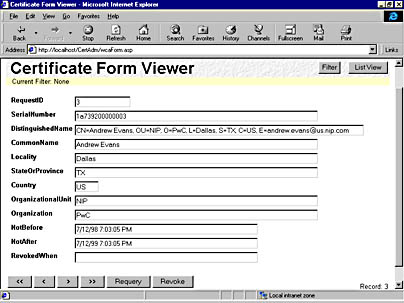 Certificate Form Viewer - Microsoft Internet Explorer
File Edit View Go Favorites Help
Back Forward Stop Refresh Home Search Favorites History Channels Fullscreen Mail Print
Address http://localhost/CertAdm/wcaForm.asp Links
Certificate Form Viewer Filter List View
Current Filter: None
RequestID 3
SerialNumber 1a739200000003
DistinguishedName CN=Andrew Evans, OU=NIP, O=PwC, L=Dallas, S=TX, C=US, E=andrew.evans@us.nip.com
CommonName Andrew Evans
Locality Dallas
StateOrProvince TX
Country US
OrganizationalUnit NIP
Organization PwC
NotBefore 7/12/98 7:03:05 PM
NotAfter 7/12/99 7:03:05 PM
RevokedWhen
<< < > >> Requery Revoke
Record: 3
Local intranet zone